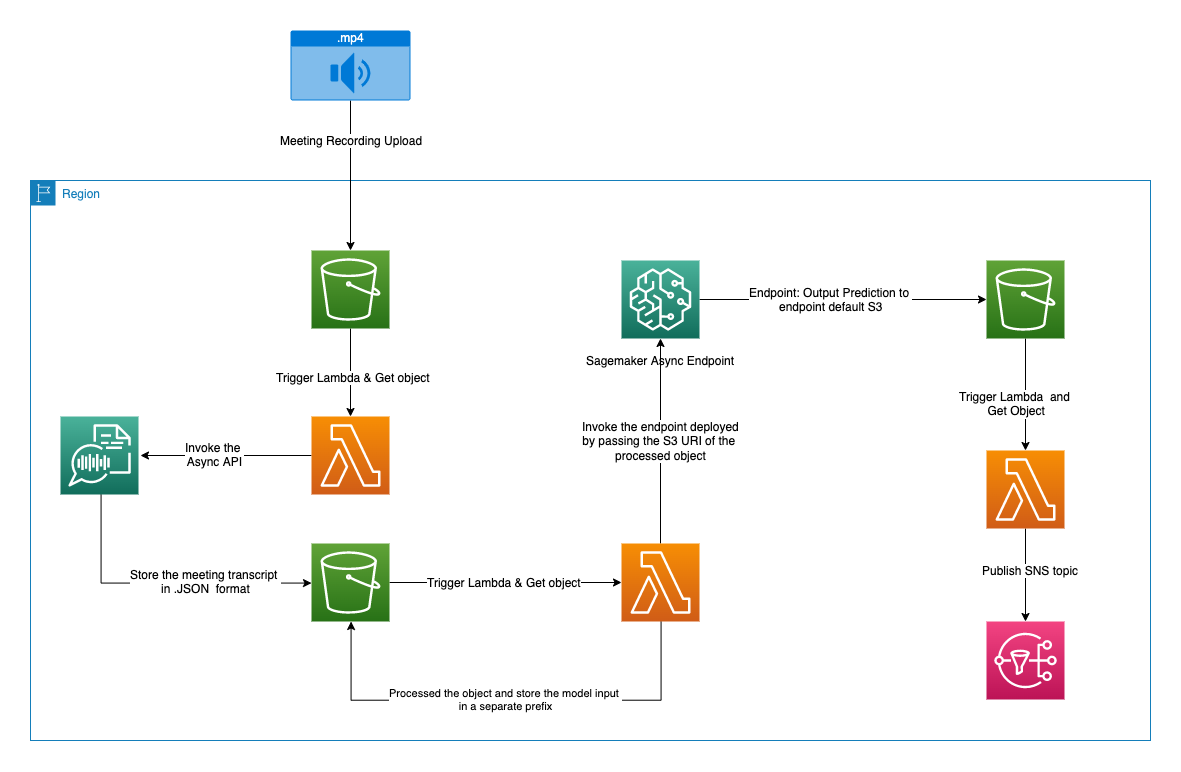 .mp4
Meeting Recording Upload
Region
Trigger Lambda & Get object
Invoke the
Async API
Store the meeting transcript
in .JSON format
Trigger Lambda & Get object
Processed the object and store the model input
in a separate prefix
Sagemaker Async Endpoint
Invoke the endpoint deployed
by passing the S3 URI of the
processed object
Endpoint: Output Prediction to
endpoint default S3
Trigger Lambda and
Get Object
Publish SNS topic